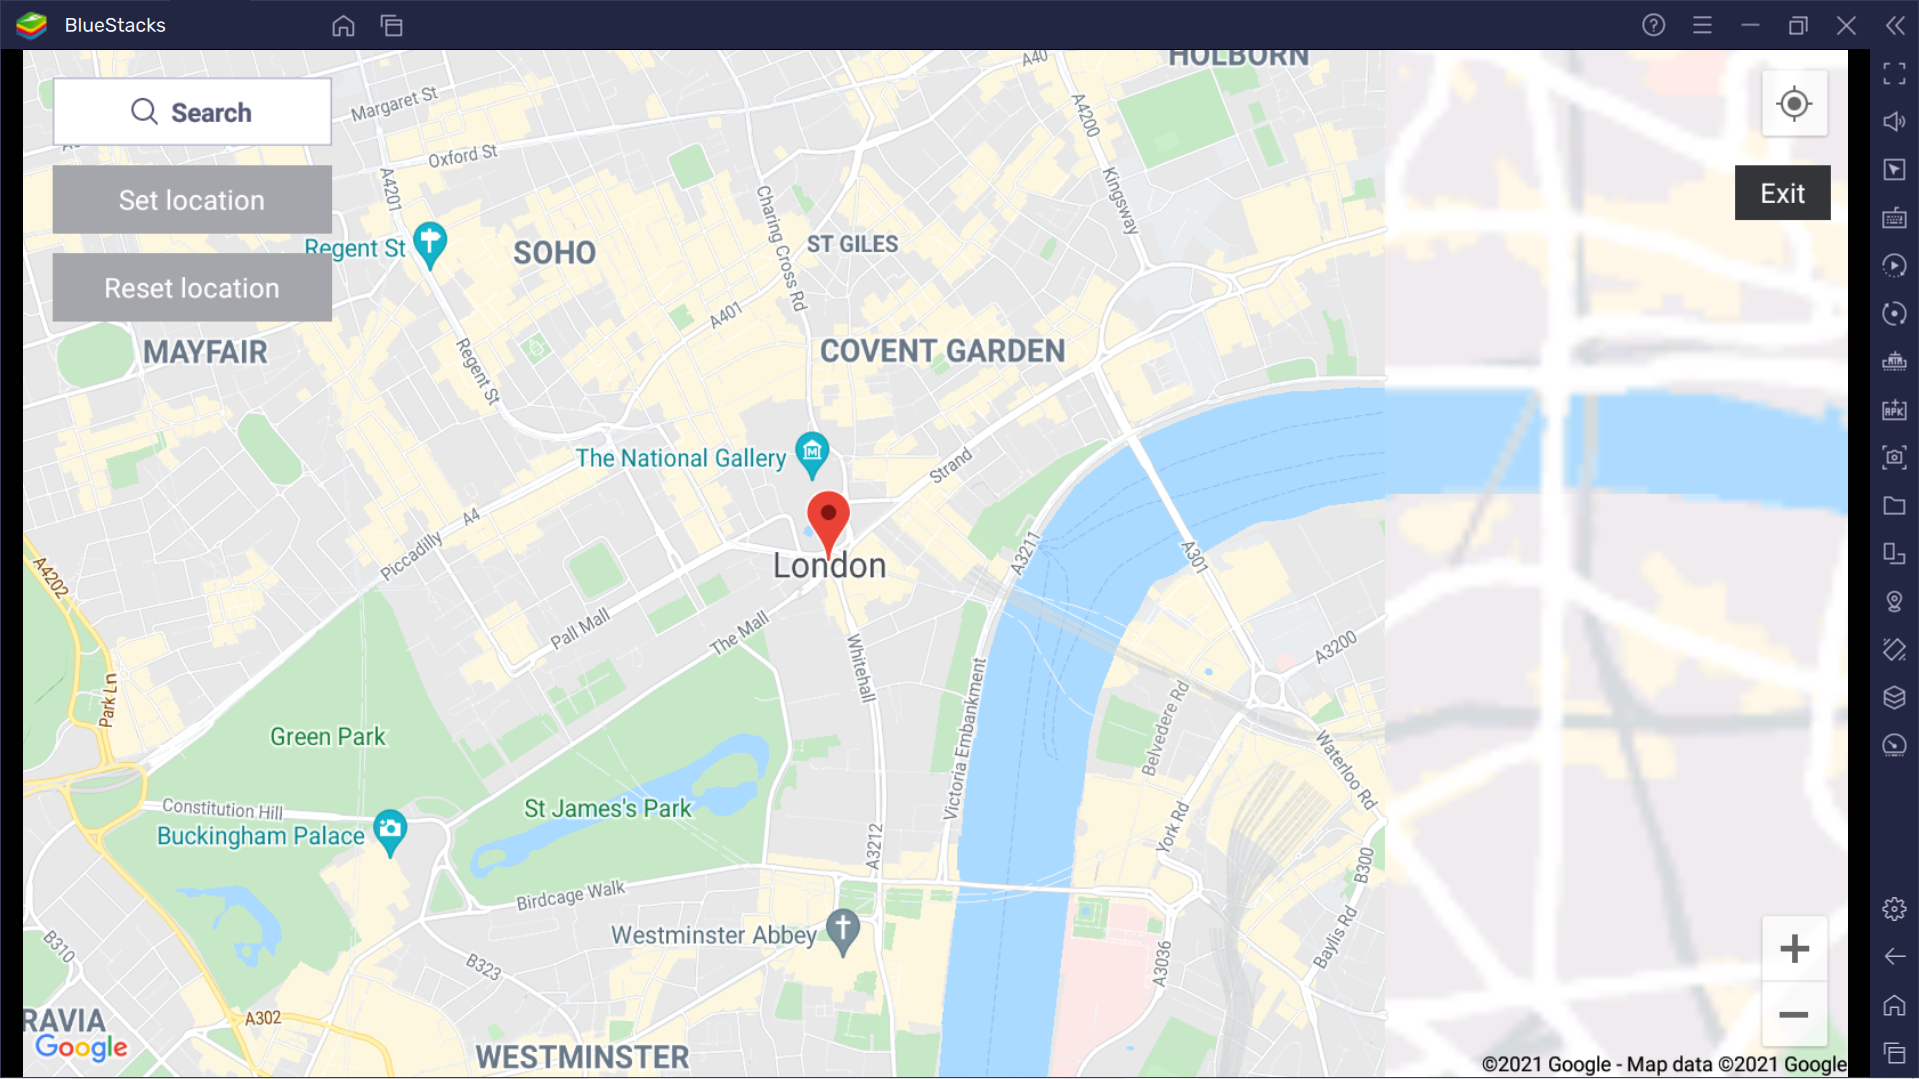 BlueStacks
HOLBORN
A40
Search
Margaret St
A4200
Oxford St
Set location
A4201
Kingsway
Exit
Charing Cross Rd
Regent St
SOHO
ST GILES
Reset location
A401
MAYFAIR
Regent St
COVENT GARDEN
The National Gallery
Strand
A4
Piccadilly
London
A3211
A301
A4202
Pall Mall
The Mall
Whitehall
A3200
Park Ln
Victoria Embankment
Belvedere Rd
Green Park
Waterloo Rd
Constitution Hill
St James's Park
Buckingham Palace
York Rd
A3212
B300
Birdcage Walk
Westminster Abbey
Baylis Rd
B310
B323
A3036
RAVIA
A302
Google
WESTMINSTER
©2021 Google - Map data ©2021 Google